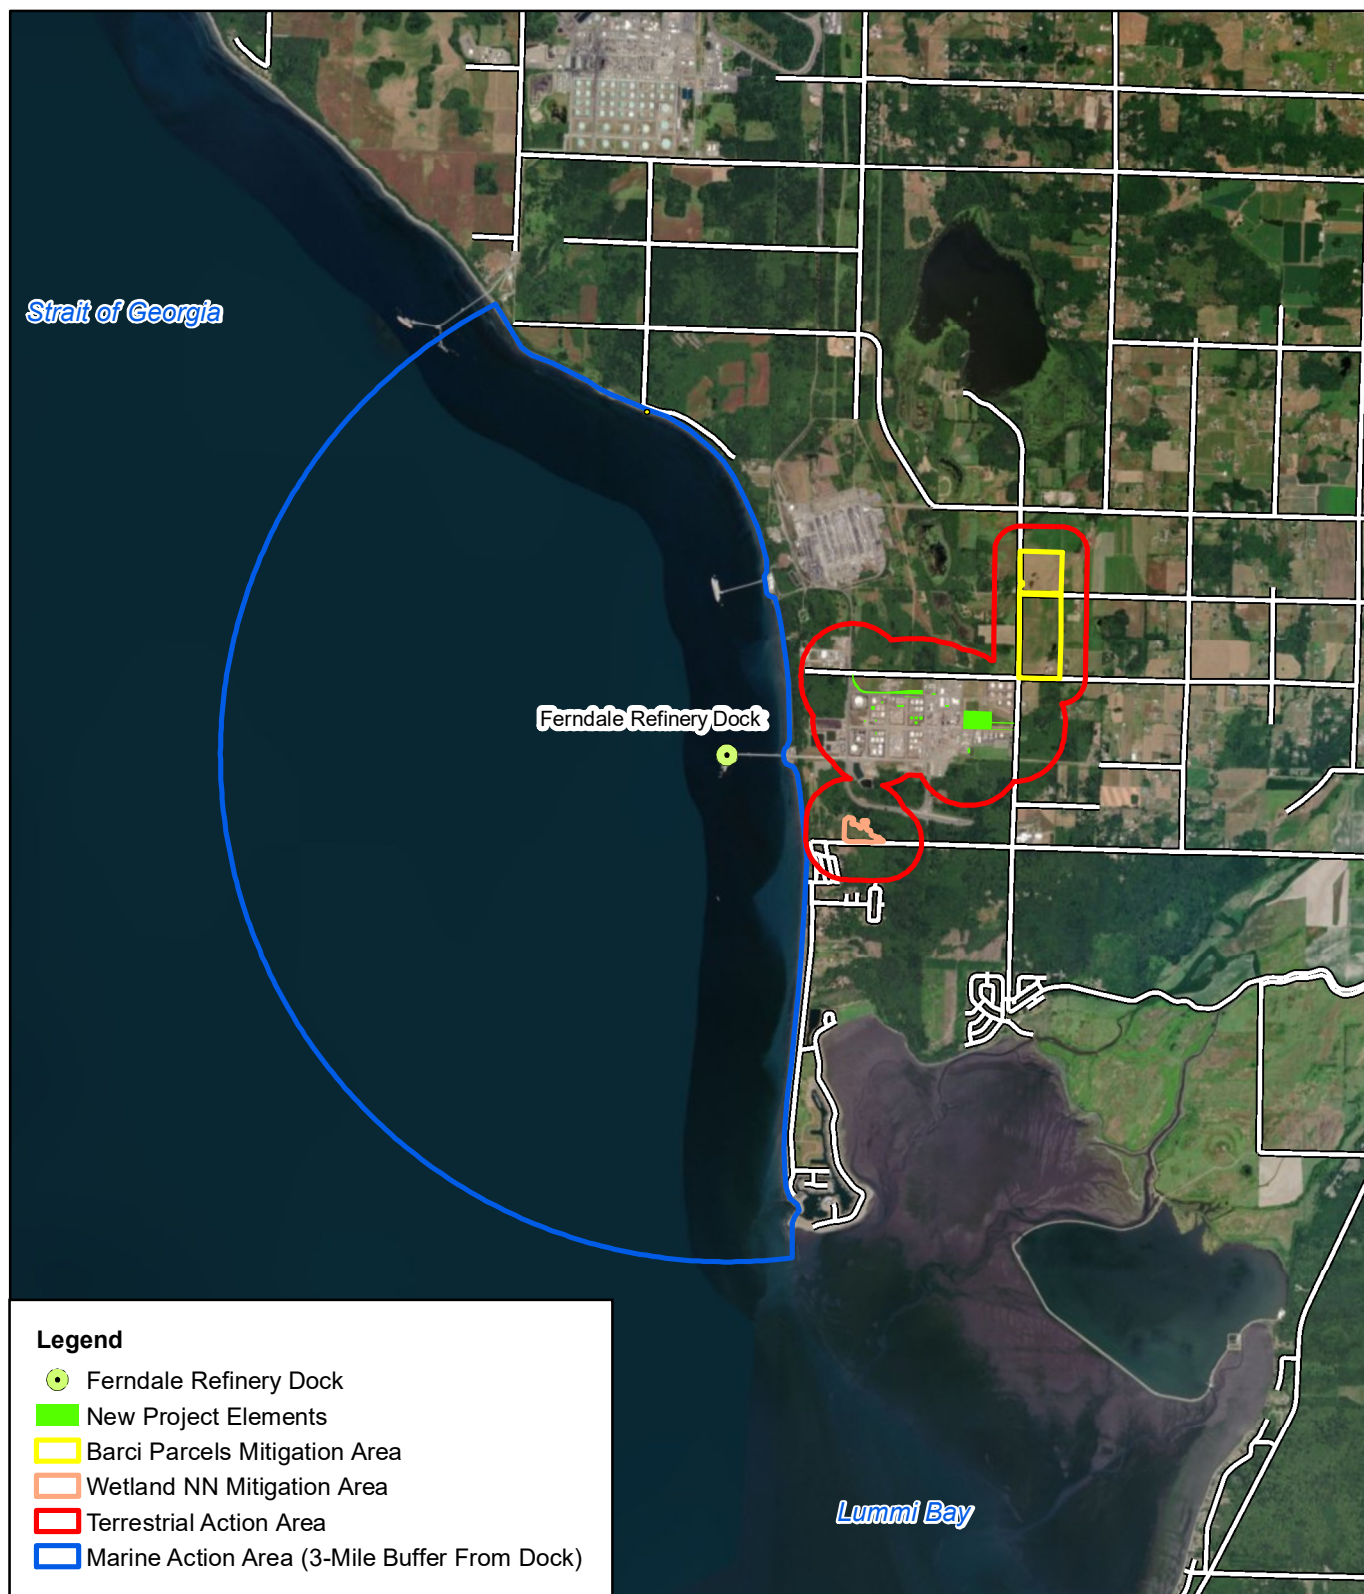 Strait of Georgia
Ferndale Refinery Dock
Legend
Ferndale Refinery Dock
New Project Elements
Barci Parcels Mitigation Area
Wetland NN Mitigation Area
Terrestrial Action Area
Marine Action Area (3-Mile Buffer From Dock)
Lummi Bay